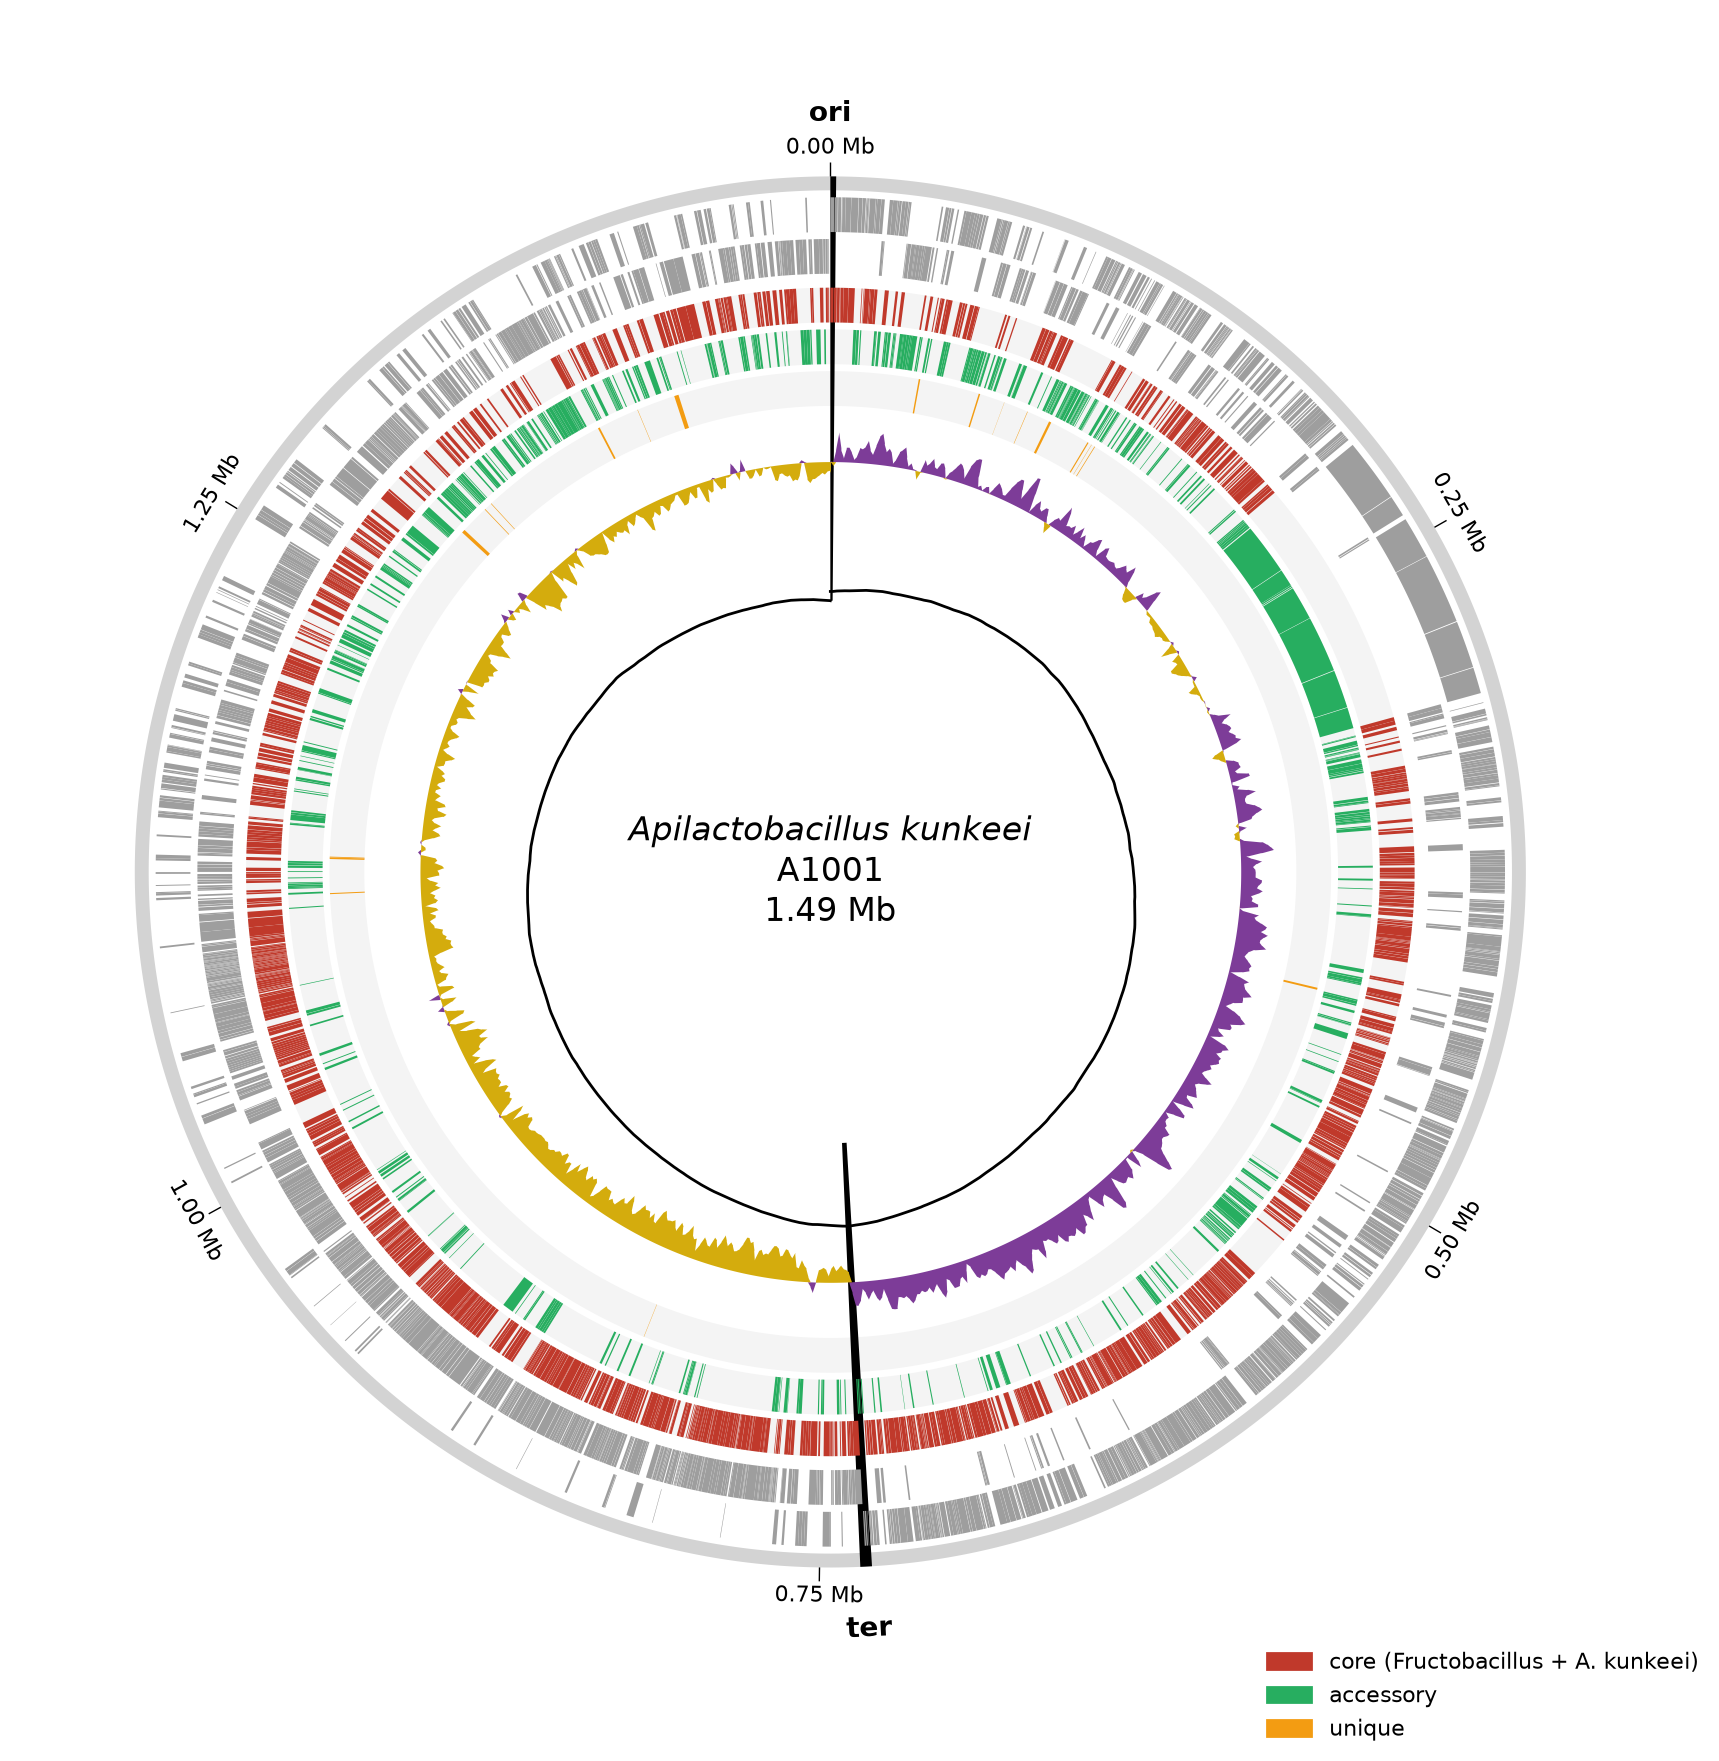 ori
0.00 Mb
0.25 Mb
0.50 Mb
0.75 Mb
ter
1.00 Mb
1.25 Mb
Apilactobacillus kunkeei
A1001
1.49 Mb
core (Fructobacillus + A. kunkeei)
accessory
unique